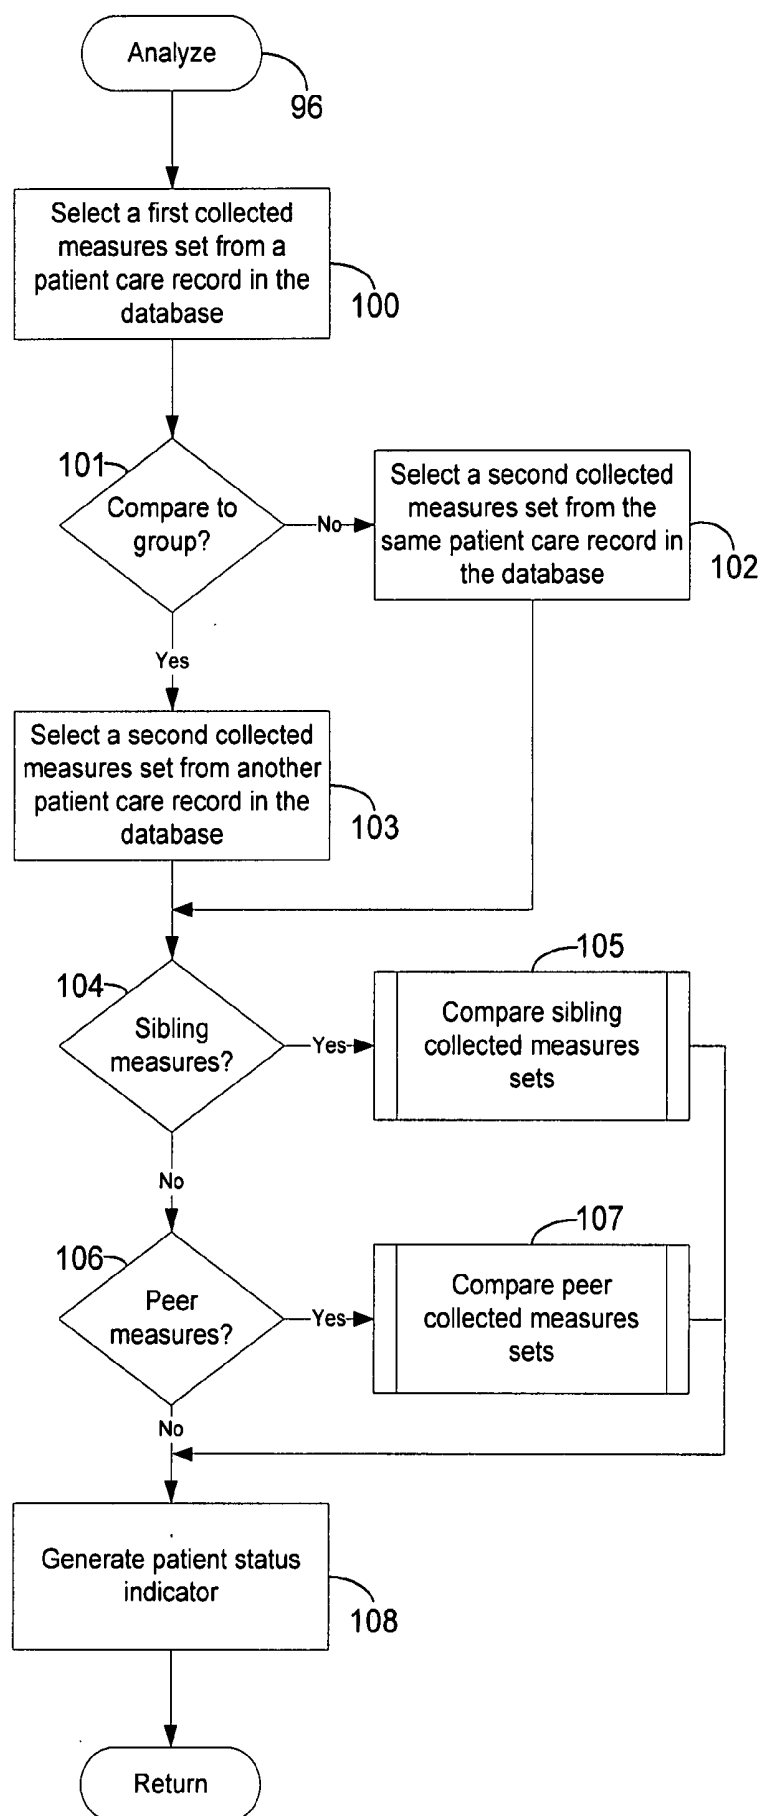 Analyze
96
Select a first collected
measures set from a
patient care record in the
database
100
101
Compare to
group?
No
Select a second collected
measures set from the
same patient care record in
the database
102
Yes
Select a second collected
measures set from another
patient care record in the
database
103
104
Sibling
measures?
Yes
105
Compare sibling
collected measures
sets
No
106
Peer
measures?
Yes
107
Compare peer
collected measures
sets
No
Generate patient status
indicator
108
Return